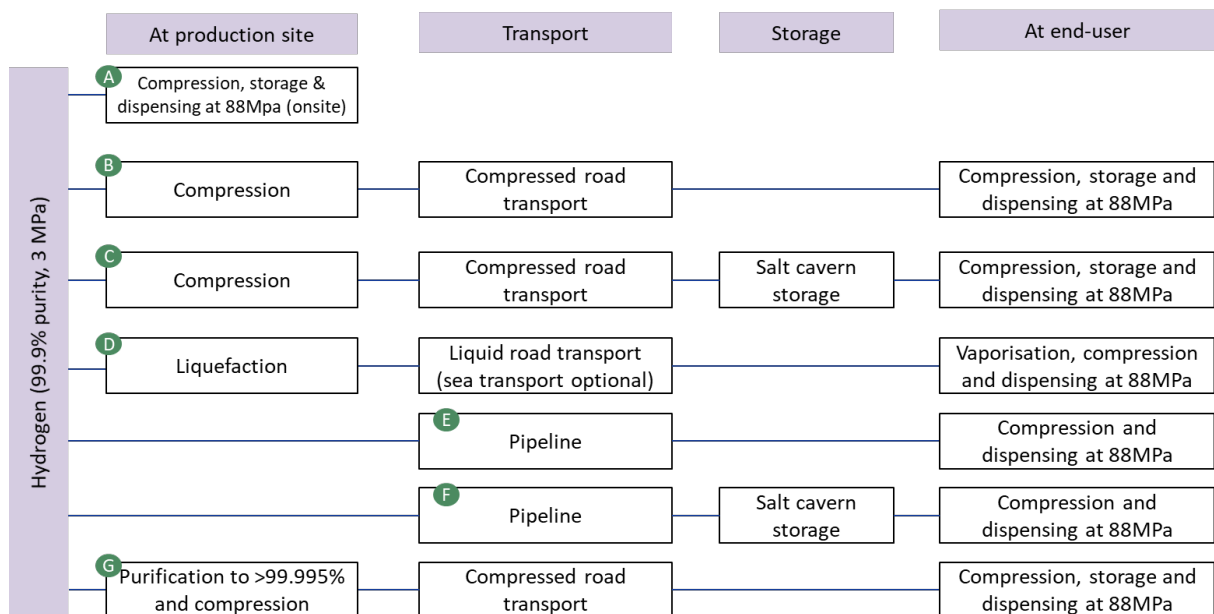 At production site
Transport
Storage
At end-user
Hydrogen (99.9% purity, 3 MPa)
A
Compression, storage &
dispensing at 88Mpa (onsite)
B
Compression
Compressed road
transport
Compression, storage and
dispensing at 88MPa
C
Compression
Compressed road
transport
Salt cavern
storage
Compression, storage and
dispensing at 88MPa
D
Liquefaction
Liquid road transport
(sea transport optional)
Vaporisation, compression
and dispensing at 88MPa
E
Pipeline
Compression and
dispensing at 88MPa
F
Pipeline
Salt cavern
storage
Compression and
dispensing at 88MPa
G
Purification to >99.995%
and compression
Compressed road
transport
Compression, storage and
dispensing at 88MPa